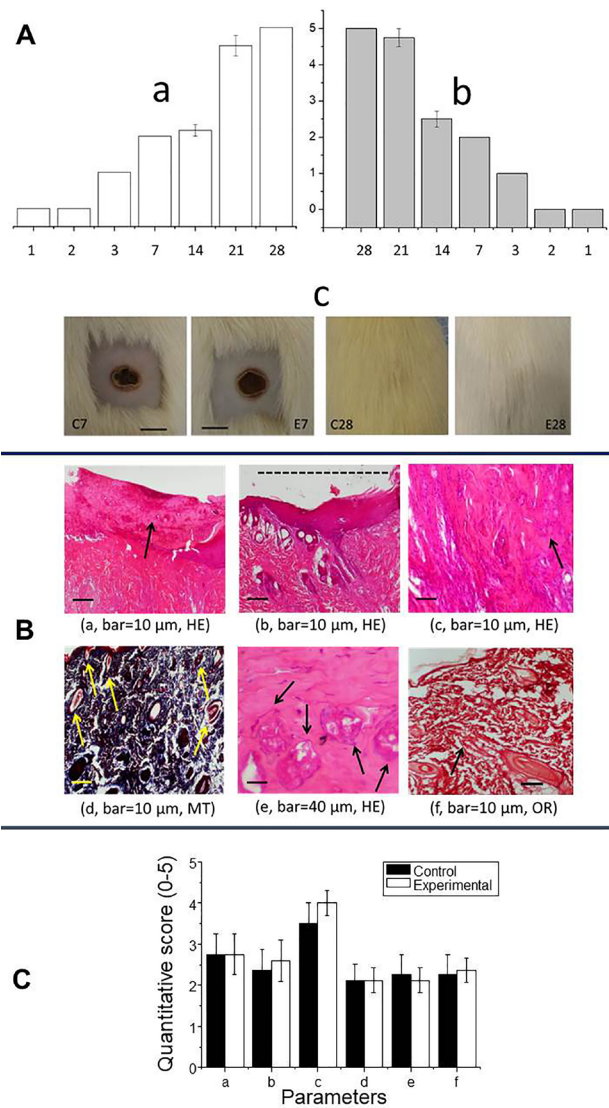 A
a
b
5
4
3
2
1
0
1 2 3 7 14 21 28
28 21 14 7 3 2 1
C
C7
E7
C28
E28
B
(a, bar=10 µm, HE)
(b, bar=10 µm, HE)
(c, bar=10 µm, HE)
(d, bar=10 µm, MT)
(e, bar=40 µm, HE)
(f, bar=10 µm, OR)
C
Quantitative score (0-5)
5
4
3
2
1
0
Control
Experimental
a b c d e f
Parameters